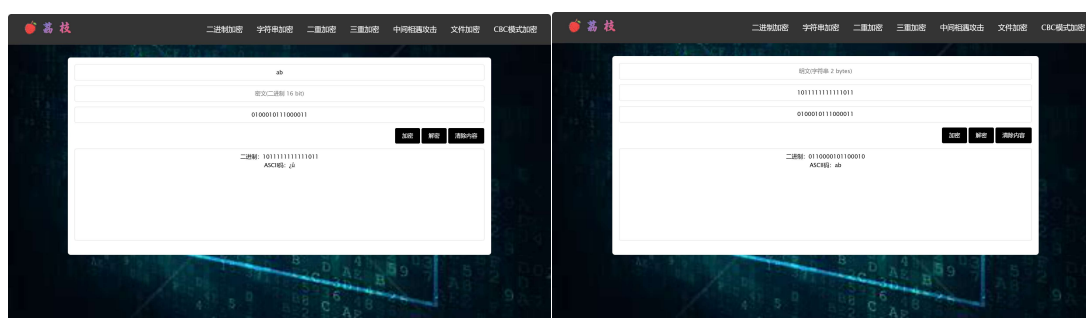 荔枝
二进制加密 字符串加密 二重加密 三重加密 中间相遇攻击 文件加密 CBC模式加密
ab
密文(二进制 16 bit)
0100010111000011
加密 解密 清除内容
二进制: 1011111111111011
ASCII码: ¿û
荔枝
二进制加密 字符串加密 二重加密 三重加密 中间相遇攻击 文件加密 CBC模式加密
明文(字符串 2 bytes)
1011111111111011
0100010111000011
加密 解密 清除内容
二进制: 0110000101100010
ASCII码: ab